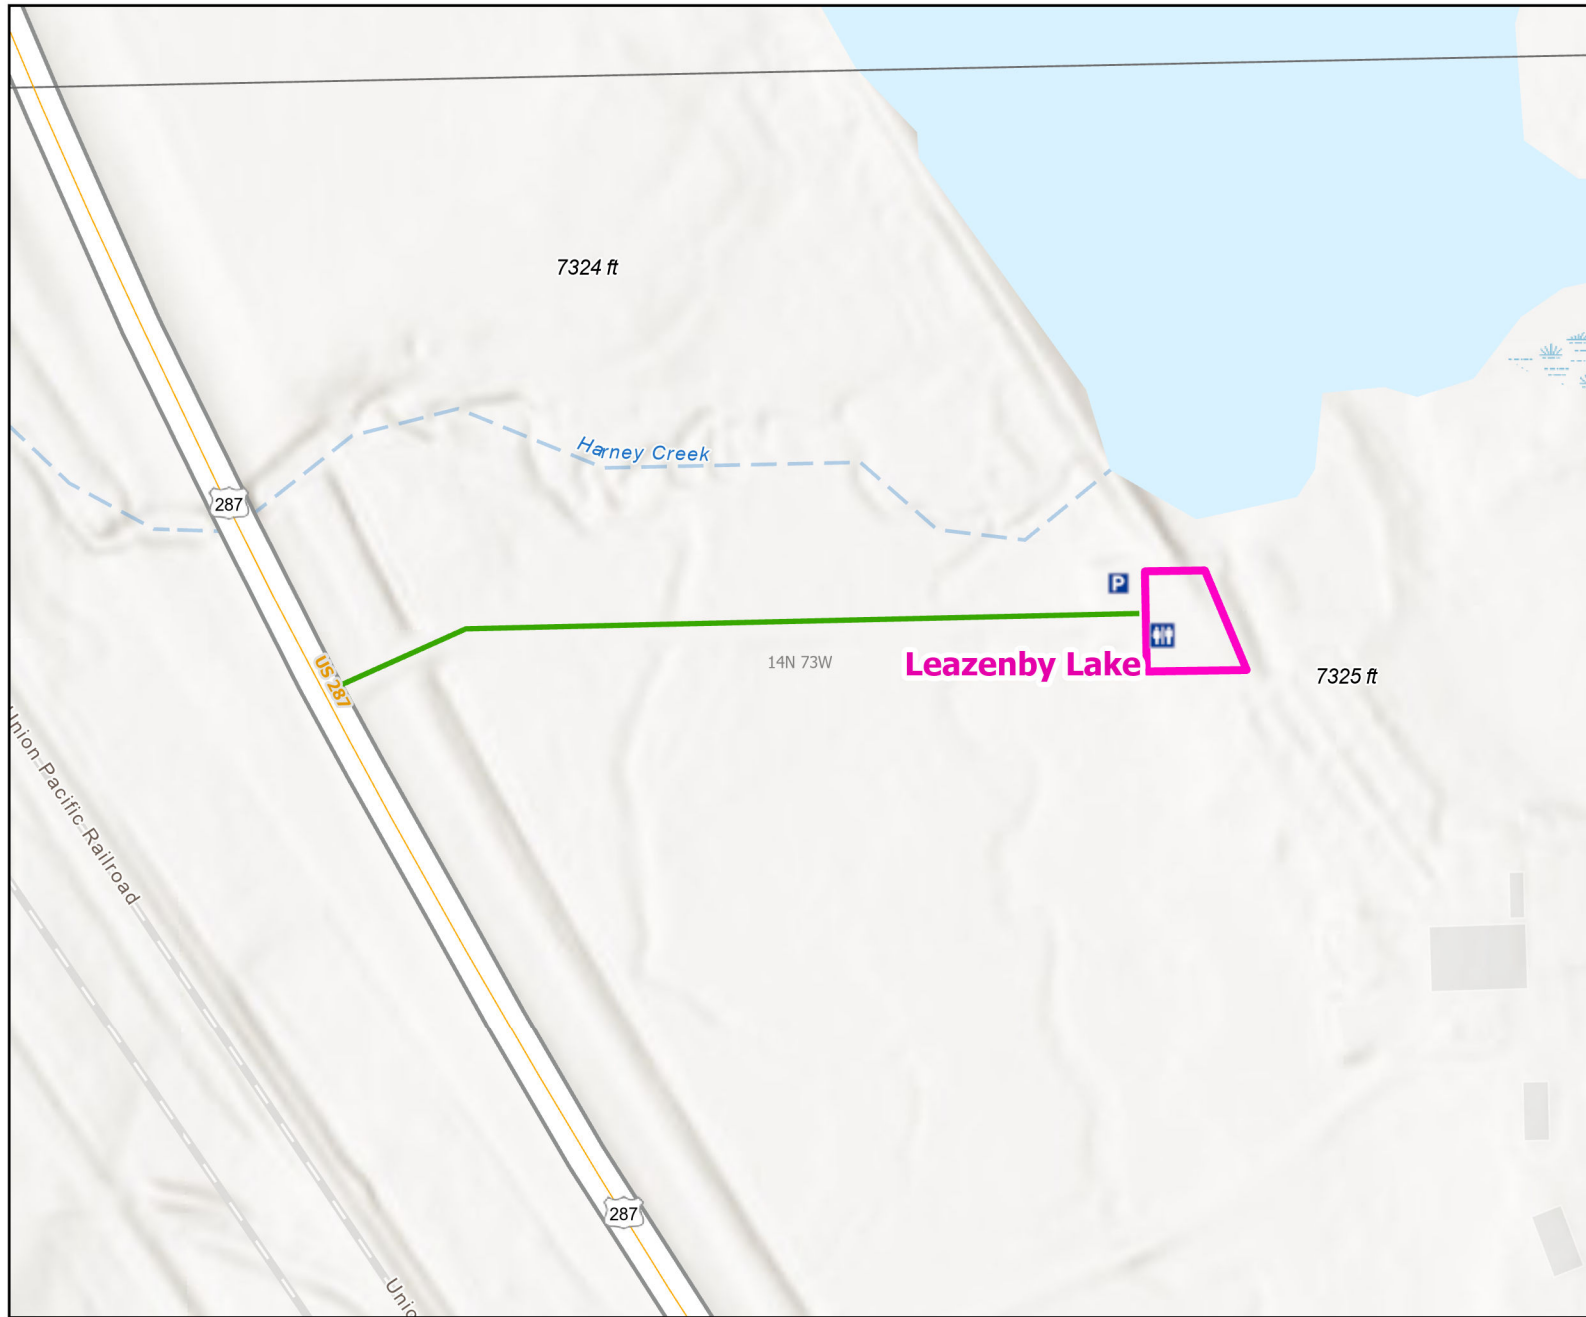 7324 ft
Harney Creek
287
P
US 287
14N 73W
Leazenby Lake
7325 ft
Union Pacific Railroad
287
Unio